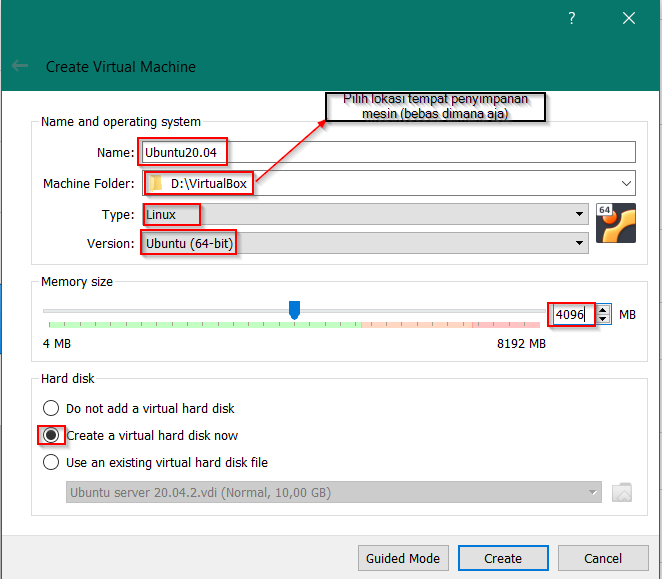 ?
Create Virtual Machine
Pilih lokasi tempat penyimpanan
mesin (bebas dimana aja)
Name and operating system
Name: Ubuntu20.04
Machine Folder: D:\VirtualBox
Type: Linux
64
Version: Ubuntu (64-bit)
Memory size
4096 MB
4 MB 8192 MB
Hard disk
Do not add a virtual hard disk
Create a virtual hard disk now
Use an existing virtual hard disk file
Ubuntu server 20.04.2.vdi (Normal, 10,00 GB)
Guided Mode Create Cancel